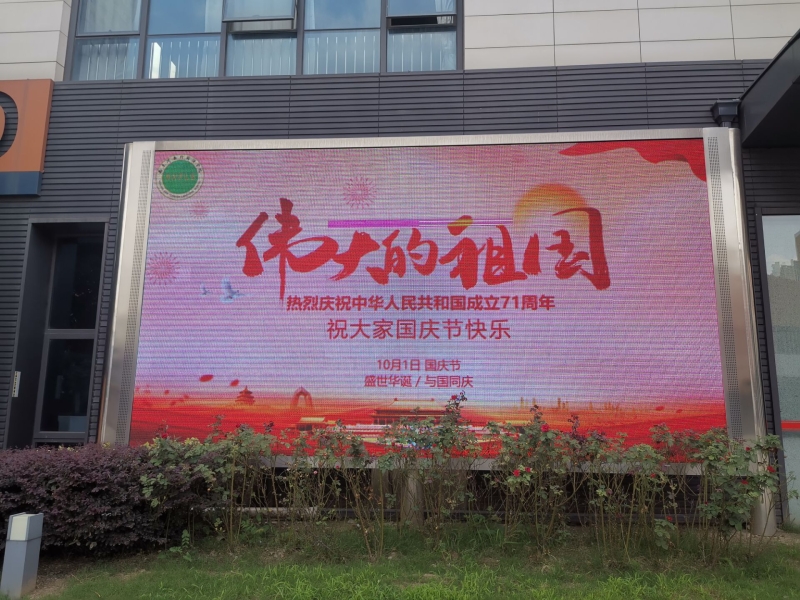 伟大的祖国
热烈庆祝中华人民共和国成立71周年
祝大家国庆节快乐
10月1日 国庆节
盛世华诞 / 与国同庆